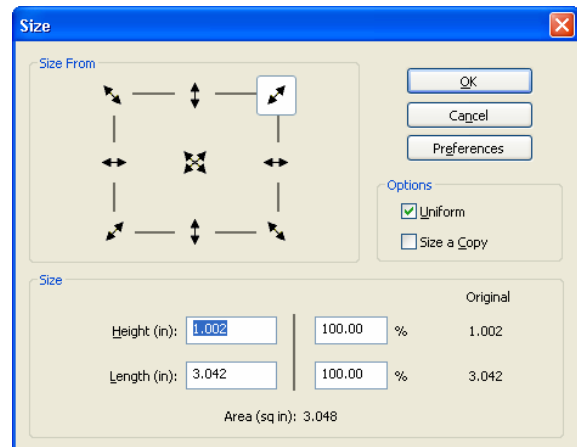 Size
Size From
OK
Cancel
Preferences
Options
Uniform
Size a Copy
Size
Original
Height (in): 1.002 100.00 % 1.002
Length (in): 3.042 100.00 % 3.042
Area (sq in): 3.048